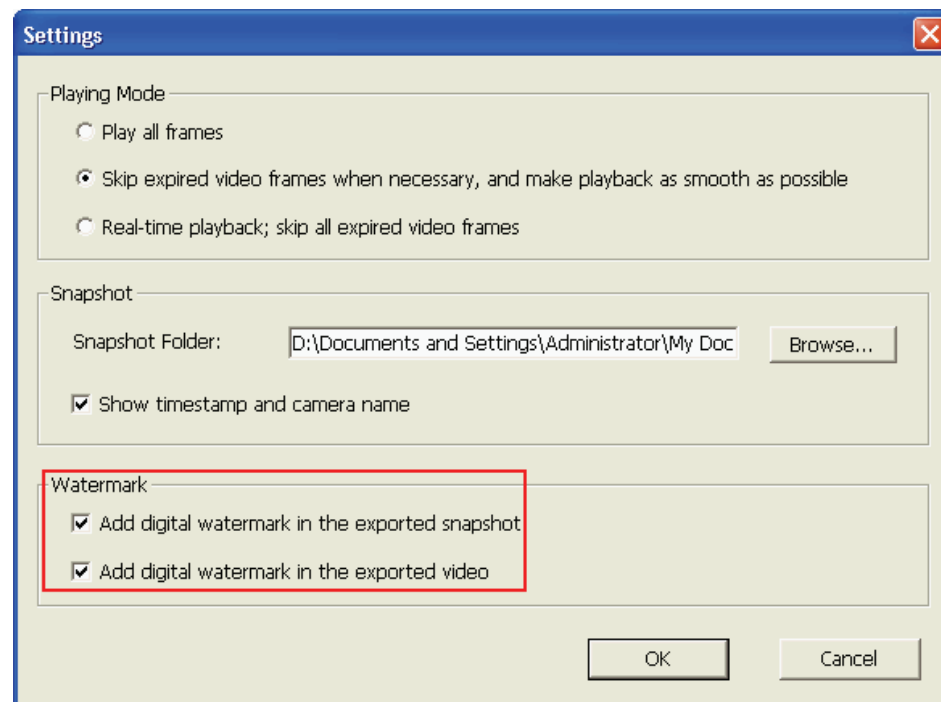 Settings
Playing Mode
Play all frames
Skip expired video frames when necessary, and make playback as smooth as possible
Real-time playback; skip all expired video frames
Snapshot
Snapshot Folder:
D:\Documents and Settings\Administrator\My Doc
Browse...
Show timestamp and camera name
Watermark
Add digital watermark in the exported snapshot
Add digital watermark in the exported video
OK
Cancel